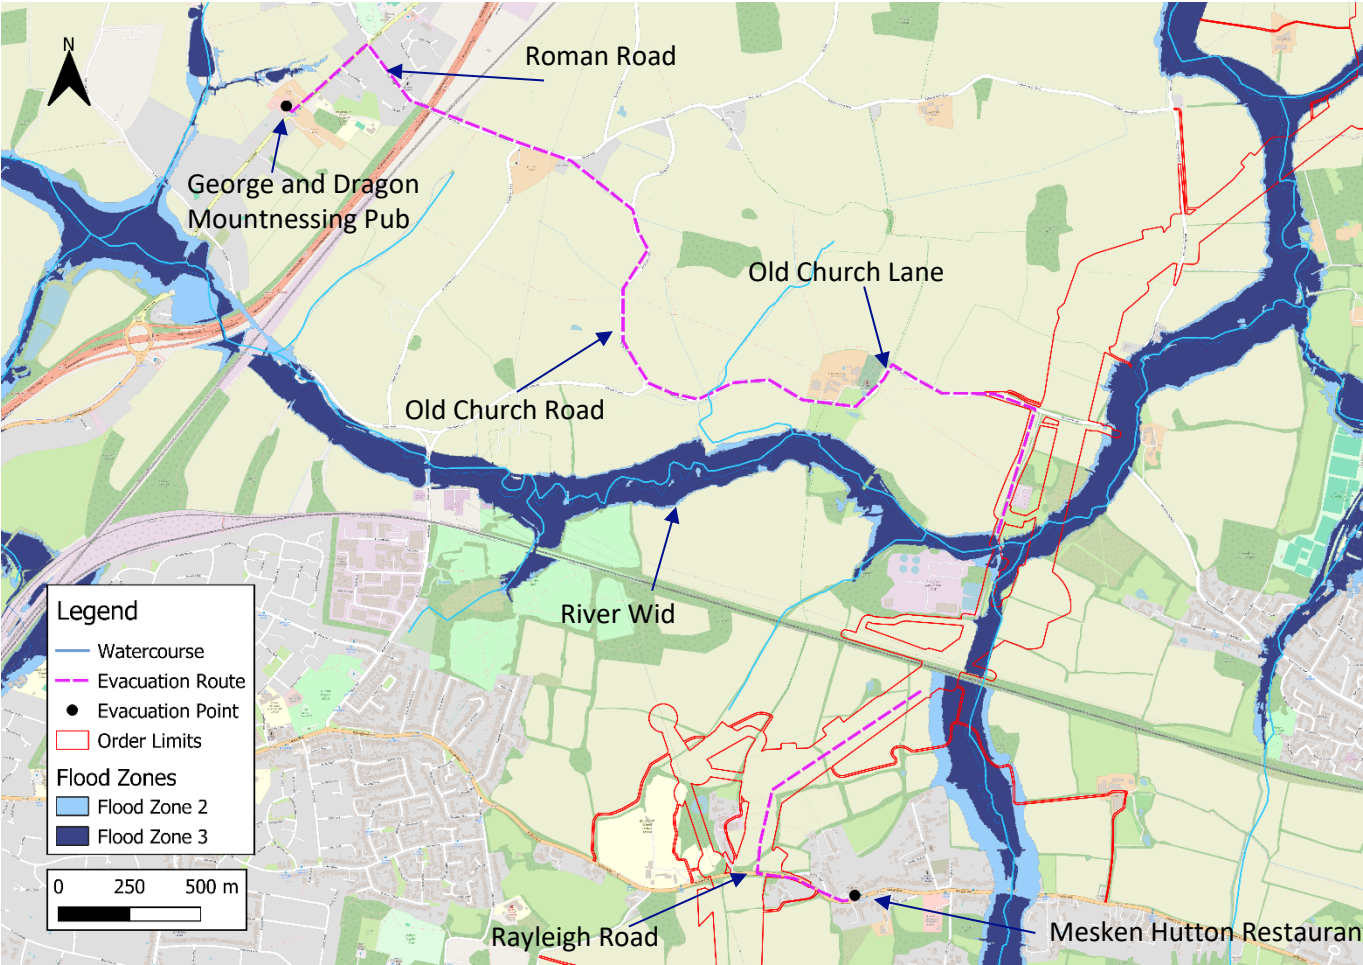 N
Roman Road
George and Dragon
Mountnessing Pub
Old Church Lane
Old Church Road
River Wid
Legend
Watercourse
Evacuation Route
Evacuation Point
Order Limits
Flood Zones
Flood Zone 2
Flood Zone 3
0 250 500 m
Rayleigh Road
Mesken Hutton Restauran